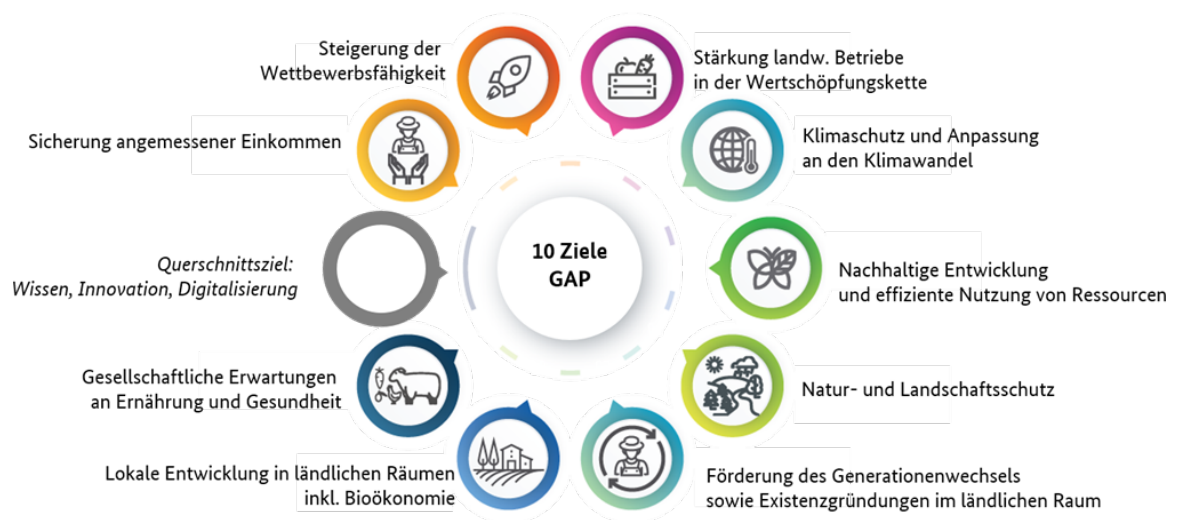 Steigerung der
Wettbewerbsfähigkeit
Stärkung landw. Betriebe
in der Wertschöpfungskette
Sicherung angemessener Einkommen
Klimaschutz und Anpassung
an den Klimawandel
10 Ziele
GAP
Querschnittsziel:
Wissen, Innovation, Digitalisierung
Nachhaltige Entwicklung
und effiziente Nutzung von Ressourcen
Gesellschaftliche Erwartungen
an Ernährung und Gesundheit
Natur- und Landschaftsschutz
Lokale Entwicklung in ländlichen Räumen
inkl. Bioökonomie
Förderung des Generationenwechsels
sowie Existenzgründungen im ländlichen Raum